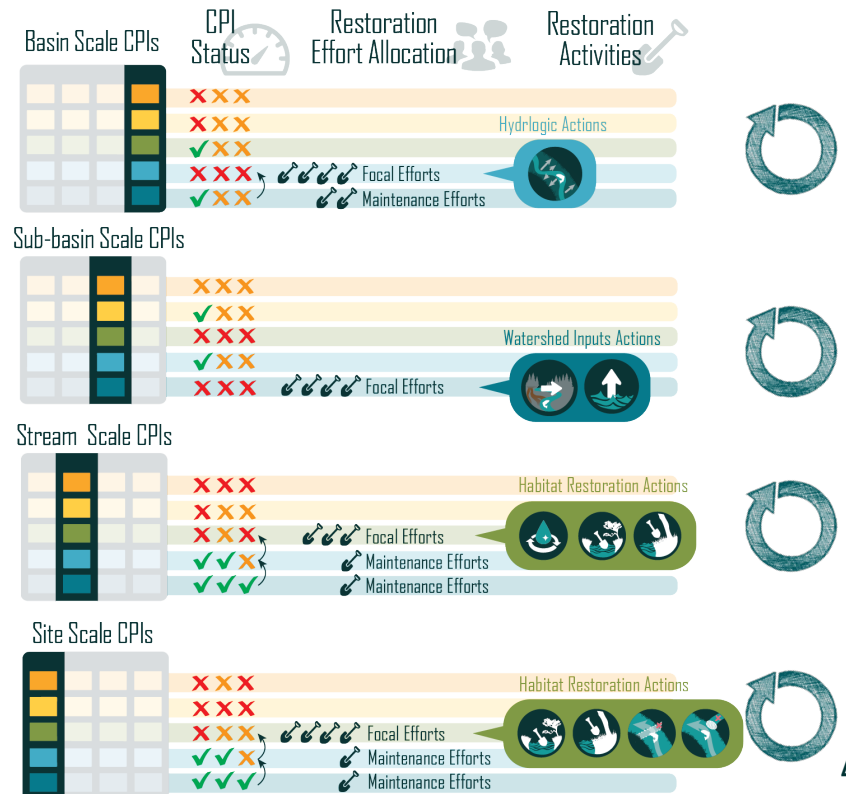 Basin Scale CPIs
CPI
Status
Restoration
Effort Allocation
Restoration
Activities
Hydrlogic Actions
Focal Efforts
Maintenance Efforts
Sub-basin Scale CPIs
Watershed Inputs Actions
Focal Efforts
Stream Scale CPIs
Habitat Restoration Actions
Focal Efforts
Maintenance Efforts
Maintenance Efforts
Site Scale CPIs
Habitat Restoration Actions
Focal Efforts
Maintenance Efforts
Maintenance Efforts